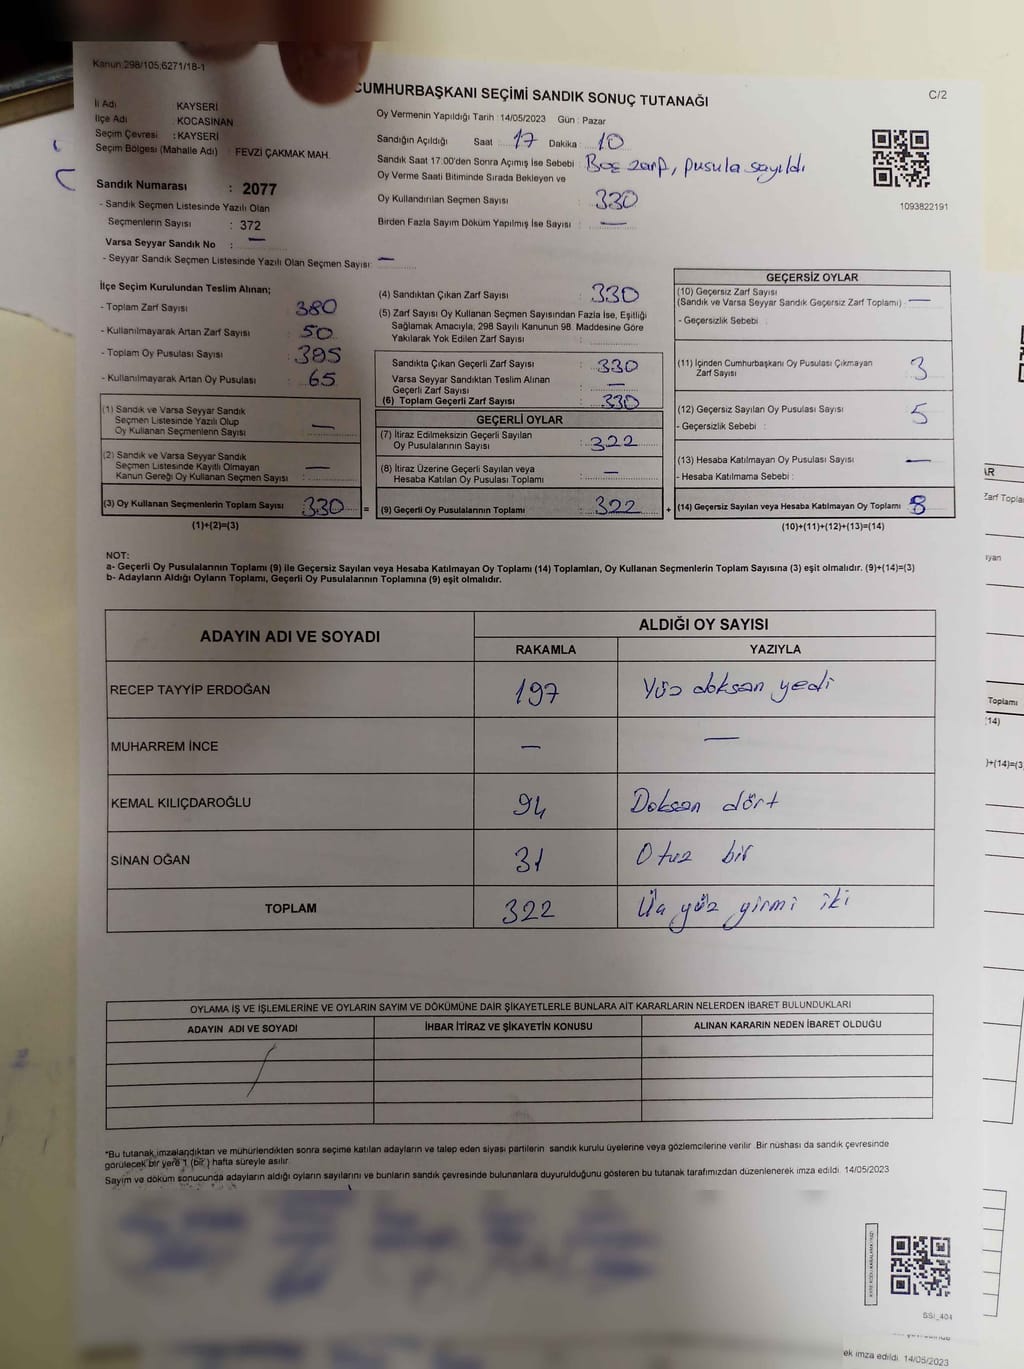 Kanun:298/105;6271/18-1
CUMHURBAŞKANI SEÇİMİ SANDIK SONUÇ TUTANAĞI
C/2
İl Adı KAYSERİ
İlçe Adı : KOCASİNAN
Seçim Çevresi : KAYSERİ
Seçim Bölgesi (Mahalle Adı) : FEVZİ ÇAKMAK MAH.
Sandık Numarası : 2077
- Sandık Seçmen Listesinde Yazılı Olan
Seçmenlerin Sayısı : 372
Varsa Seyyar Sandık No : —
- Seyyar Sandık Seçmen Listesinde Yazılı Olan Seçmen Sayısı: —
Oy Vermenin Yapıldığı Tarih : 14/05/2023 Gün : Pazar
Sandığın Açıldığı Saat 17 Dakika 10
Sandık Saat 17:00'den Sonra Açımış İse Sebebi : Boş zarf, pusula sayıldı
Oy Verme Saati Bitiminde Sırada Bekleyen ve
Oy Kullandırılan Seçmen Sayısı : 330
Birden Fazla Sayım Döküm Yapılmış İse Sayısı : —
1093822191
İlçe Seçim Kurulundan Teslim Alınan;
- Toplam Zarf Sayısı : 380
- Kullanılmayarak Artan Zarf Sayısı : 50
- Toplam Oy Pusulası Sayısı : 395
- Kullanılmayarak Artan Oy Pusulası : 65
(1) Sandık ve Varsa Seyyar Sandık
Seçmen Listesinde Yazılı Olup
Oy Kullanan Seçmenlerin Sayısı : —
(2) Sandık ve Varsa Seyyar Sandık
Seçmen Listesinde Kayıtlı Olmayan
Kanun Gereği Oy Kullanan Seçmen Sayısı : —
(3) Oy Kullanan Seçmenlerin Toplam Sayısı : 330 =
(1)+(2)=(3)
(4) Sandıktan Çıkan Zarf Sayısı : 330
(5) Zarf Sayısı Oy Kullanan Seçmen Sayısından Fazla İse, Eşitliği
Sağlamak Amacıyla, 298 Sayılı Kanunun 98. Maddesine Göre
Yakılarak Yok Edilen Zarf Sayısı :
Sandıkta Çıkan Geçerli Zarf Sayısı : 330
Varsa Seyyar Sandıktan Teslim Alınan
Geçerli Zarf Sayısı : —
(6) Toplam Geçerli Zarf Sayısı : 330
GEÇERLİ OYLAR
(7) İtiraz Edilmeksizin Geçerli Sayılan
Oy Pusulalarının Sayısı : 322
(8) İtiraz Üzerine Geçerli Sayılan veya
Hesaba Katılan Oy Pusulası Toplamı : —
(9) Geçerli Oy Pusulalarının Toplamı : 322 +
GEÇERSİZ OYLAR
(10) Geçersiz Zarf Sayısı
(Sandık ve Varsa Seyyar Sandık Geçersiz Zarf Toplamı) : —
- Geçersizlik Sebebi :
(11) İçinden Cumhurbaşkanı Oy Pusulası Çıkmayan
Zarf Sayısı : 3
(12) Geçersiz Sayılan Oy Pusulası Sayısı : 5
- Geçersizlik Sebebi :
(13) Hesaba Katılmayan Oy Pusulası Sayısı : —
- Hesaba Katılmama Sebebi :
(14) Geçersiz Sayılan veya Hesaba Katılmayan Oy Toplamı : 8
(10)+(11)+(12)+(13)=(14)
NOT:
a- Geçerli Oy Pusulalarının Toplamı (9) ile Geçersiz Sayılan veya Hesaba Katılmayan Oy Toplamı (14) Toplamları, Oy Kullanan Seçmenlerin Toplam Sayısına (3) eşit olmalıdır. (9)+(14)=(3)
b- Adayların Aldığı Oyların Toplamı, Geçerli Oy Pusulalarının Toplamına (9) eşit olmalıdır.
ADAYIN ADI VE SOYADI ALDIĞI OY SAYISI
RAKAMLA YAZIYLA
RECEP TAYYİP ERDOĞAN 197 Yüz doksan yedi
MUHARREM İNCE — —
KEMAL KILIÇDAROĞLU 94 Doksan dört
SİNAN OĞAN 31 Otuz bir
TOPLAM 322 Üç yüz yirmi iki
OYLAMA İŞ VE İŞLEMLERİNE VE OYLARIN SAYIM VE DÖKÜMÜNE DAİR ŞİKAYETLERLE BUNLARA AİT KARARLARIN NELERDEN İBARET BULUNDUKLARI
ADAYIN ADI VE SOYADI İHBAR İTİRAZ VE ŞİKAYETİN KONUSU ALINAN KARARIN NEDEN İBARET OLDUĞU
*Bu tutanak imzalandıktan ve mühürlendikten sonra seçime katılan adayların ve talep eden siyasi partilerin sandık kurulu üyelerine veya gözlemcilerine verilir. Bir nüshası da sandık çevresinde
görülecek bir yere 1 (bir) hafta süreyle asılır.
Sayım ve döküm sonucunda adayların aldığı oyların sayılarını ve bunların sandık çevresinde bulunanlara duyurulduğunu gösteren bu tutanak tarafımızdan düzenlenerek imza edildi. 14/05/2023
SSİ_404
ek imza edildi. 14/05/2023
AR
Zarf Topla
ayan
Toplamı
(14)
)+(14)=(3